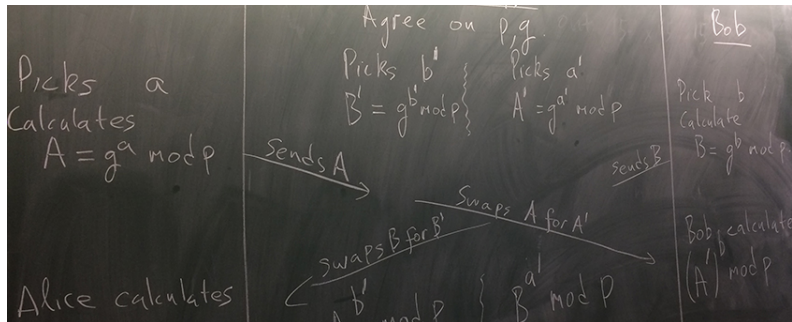 Agree on p,g
Bob
Picks a
Calculates
A = g^a mod p
Picks b'
B' = g^b' mod p
Picks a'
A' = g^a' mod p
Pick b
Calculate
B = g^b mod p
Sends A
Sends B
Swaps A for A'
Swaps B for B'
Bob calculate
(A')^b mod p
Alice calculates
b' mod p
B^a' mod p